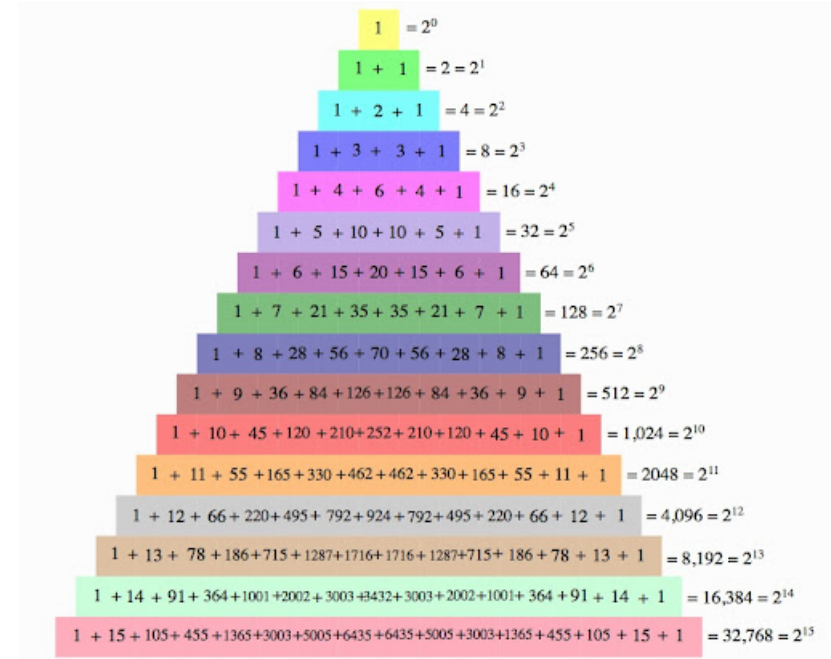 1 = 2⁰
1 + 1 = 2 = 2¹
1 + 2 + 1 = 4 = 2²
1 + 3 + 3 + 1 = 8 = 2³
1 + 4 + 6 + 4 + 1 = 16 = 2⁴
1 + 5 + 10 + 10 + 5 + 1 = 32 = 2⁵
1 + 6 + 15 + 20 + 15 + 6 + 1 = 64 = 2⁶
1 + 7 + 21 + 35 + 35 + 21 + 7 + 1 = 128 = 2⁷
1 + 8 + 28 + 56 + 70 + 56 + 28 + 8 + 1 = 256 = 2⁸
1 + 9 + 36 + 84 + 126 + 126 + 84 + 36 + 9 + 1 = 512 = 2⁹
1 + 10 + 45 + 120 + 210 + 252 + 210 + 120 + 45 + 10 + 1 = 1,024 = 2¹⁰
1 + 11 + 55 + 165 + 330 + 462 + 462 + 330 + 165 + 55 + 11 + 1 = 2048 = 2¹¹
1 + 12 + 66 + 220 + 495 + 792 + 924 + 792 + 495 + 220 + 66 + 12 + 1 = 4,096 = 2¹²
1 + 13 + 78 + 186 + 715 + 1287 + 1716 + 1716 + 1287 + 715 + 186 + 78 + 13 + 1 = 8,192 = 2¹³
1 + 14 + 91 + 364 + 1001 + 2002 + 3003 + 3432 + 3003 + 2002 + 1001 + 364 + 91 + 14 + 1 = 16,384 = 2¹⁴
1 + 15 + 105 + 455 + 1365 + 3003 + 5005 + 6435 + 6435 + 5005 + 3003 + 1365 + 455 + 105 + 15 + 1 = 32,768 = 2¹⁵